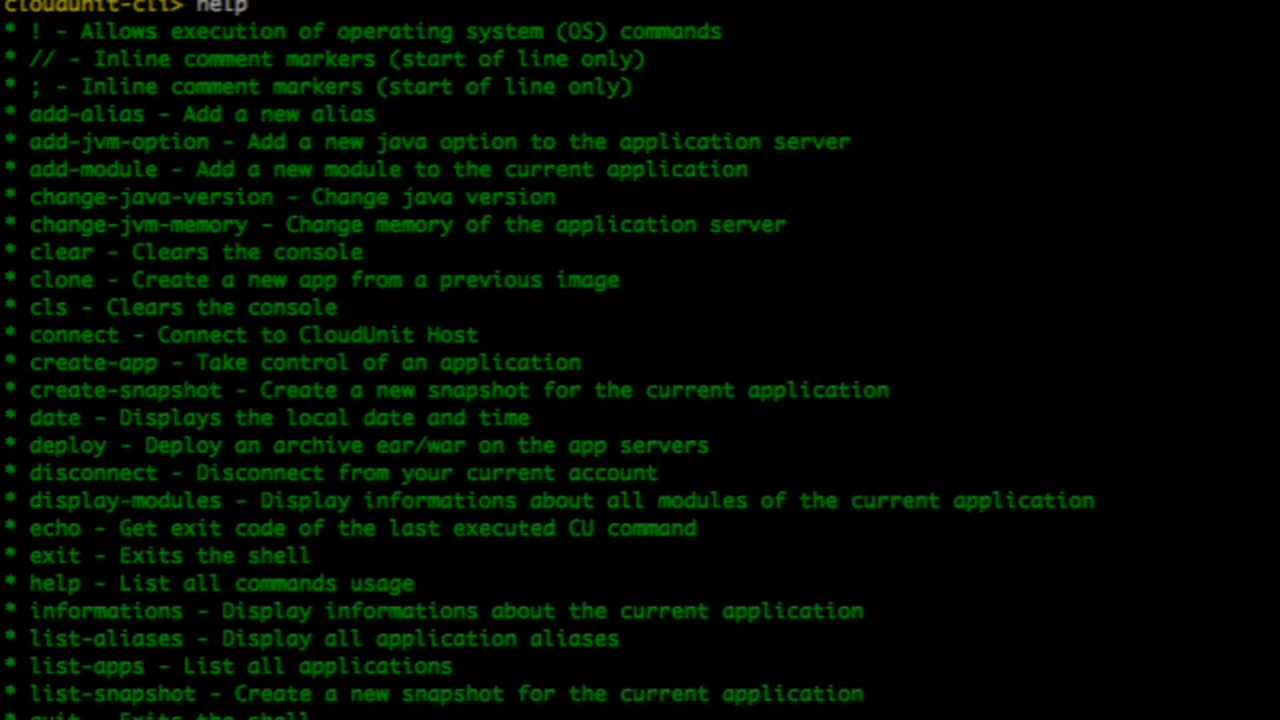 cloudunit-cli> help
* ! - Allows execution of operating system (OS) commands
* // - Inline comment markers (start of line only)
* ; - Inline comment markers (start of line only)
* add-alias - Add a new alias
* add-jvm-option - Add a new java option to the application server
* add-module - Add a new module to the current application
* change-java-version - Change java version
* change-jvm-memory - Change memory of the application server
* clear - Clears the console
* clone - Create a new app from a previous image
* cls - Clears the console
* connect - Connect to CloudUnit Host
* create-app - Take control of an application
* create-snapshot - Create a new snapshot for the current application
* date - Displays the local date and time
* deploy - Deploy an archive ear/war on the app servers
* disconnect - Disconnect from your current account
* display-modules - Display informations about all modules of the current application
* echo - Get exit code of the last executed CU command
* exit - Exits the shell
* help - List all commands usage
* informations - Display informations about the current application
* list-aliases - Display all application aliases
* list-apps - List all applications
* list-snapshot - Create a new snapshot for the current application
* quit - Exits the shell